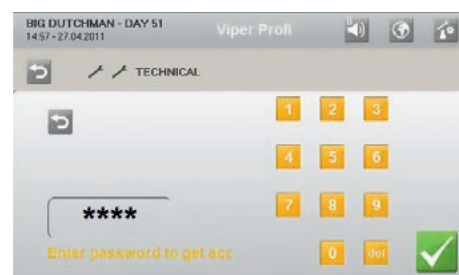 BIG DUTCHMAN - DAY 51
14:57 - 27.04.2011
Viper Profi
TECHNICAL
1 2 3
4 5 6
7 8 9
****
Enter password to get acc
0 del